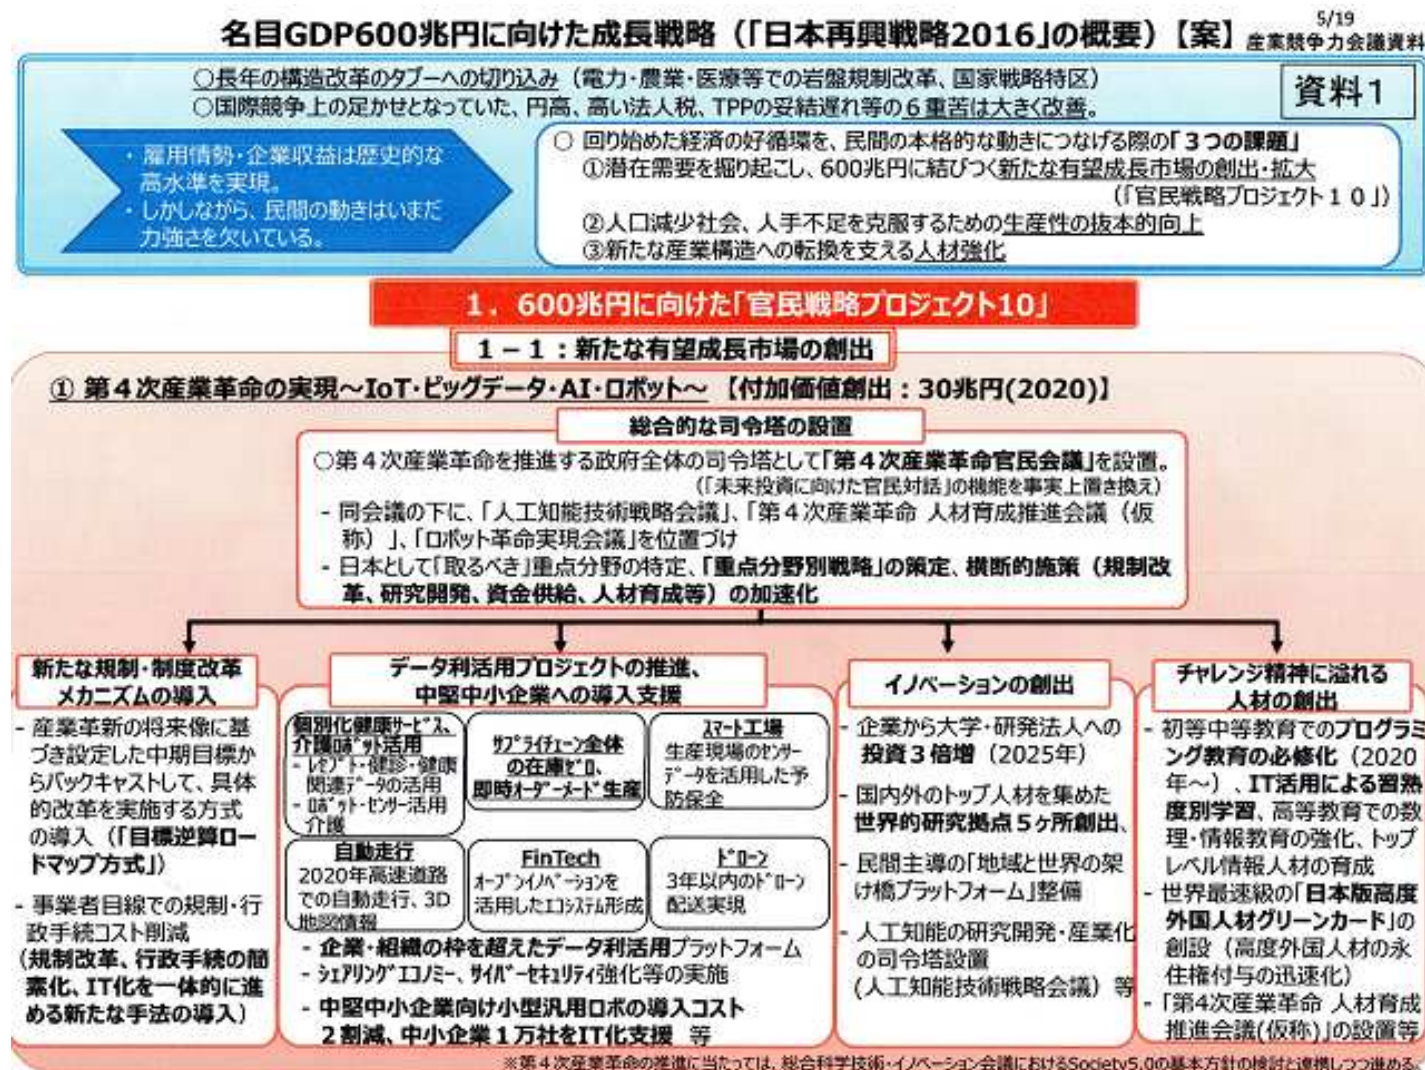 名目GDP600兆円に向けた成長戦略（「日本再興戦略2016」の概要）【案】
5/19
産業競争力会議資料
資料1
○長年の構造改革のタブーへの切り込み（電力・農業・医療等での岩盤規制改革、国家戦略特区）
○国際競争上の足かせとなっていた、円高、高い法人税、TPPの妥結遅れ等の６重苦は大きく改善。
・雇用情勢・企業収益は歴史的な
高水準を実現。
・しかしながら、民間の動きはいまだ
力強さを欠いている。
○ 回り始めた経済の好循環を、民間の本格的な動きにつなげる際の「３つの課題」
①潜在需要を掘り起こし、600兆円に結びつく新たな有望成長市場の創出・拡大
（「官民戦略プロジェクト１０」）
②人口減少社会、人手不足を克服するための生産性の抜本的向上
③新たな産業構造への転換を支える人材強化
１．600兆円に向けた「官民戦略プロジェクト10」
１－１：新たな有望成長市場の創出
① 第４次産業革命の実現～IoT・ビッグデータ・AI・ロボット～ 【付加価値創出：30兆円(2020)】
総合的な司令塔の設置
○第４次産業革命を推進する政府全体の司令塔として「第４次産業革命官民会議」を設置。
（「未来投資に向けた官民対話」の機能を事実上置き換え）
- 同会議の下に、「人工知能技術戦略会議」、「第４次産業革命 人材育成推進会議（仮
称）」、「ロボット革命実現会議」を位置づけ
- 日本として「取るべき」重点分野の特定、「重点分野別戦略」の策定、横断的施策（規制改
革、研究開発、資金供給、人材育成等）の加速化
新たな規制・制度改革
メカニズムの導入
- 産業革新の将来像に基
づき設定した中期目標か
らバックキャストして、具体
的改革を実施する方式
の導入（「目標逆算ロー
ドマップ方式」）
- 事業者目線での規制・行
政手続コスト削減
（規制改革、行政手続の簡
素化、IT化を一体的に進
める新たな手法の導入）
データ利活用プロジェクトの推進、
中堅中小企業への導入支援
個別化健康ｻｰﾋﾞｽ、
介護ﾛﾎﾞｯﾄ活用
- ﾚｾﾌﾟﾄ・健診・健康
関連ﾃﾞｰﾀの活用
- ﾛﾎﾞｯﾄ・ｾﾝｻｰ活用
介護
ｻﾌﾟﾗｲﾁｪｰﾝ全体
の在庫ｾﾞﾛ、
即時ｵｰﾀﾞｰﾒｰﾄﾞ生産
ｽﾏｰﾄ工場
生産現場のｾﾝｻｰ
ﾃﾞｰﾀを活用した予
防保全
自動走行
2020年高速道路
での自動走行、3D
地図情報
FinTech
ｵｰﾌﾟﾝｲﾉﾍﾞｰｼｮﾝを
活用したｴｺｼｽﾃﾑ形成
ﾄﾞﾛｰﾝ
3年以内のﾄﾞﾛｰﾝ
配送実現
- 企業・組織の枠を超えたデータ利活用プラットフォーム
- ｼｪｱﾘﾝｸﾞｴｺﾉﾐｰ、ｻｲﾊﾞｰｾｷｭﾘﾃｨ強化等の実施
- 中堅中小企業向け小型汎用ロボの導入コスト
２割減、中小企業１万社をIT化支援 等
イノベーションの創出
- 企業から大学・研発法人への
投資３倍増（2025年）
- 国内外のトップ人材を集めた
世界的研究拠点５ヶ所創出、
- 民間主導の「地域と世界の架
け橋プラットフォーム」整備
- 人工知能の研究開発・産業化
の司令塔設置
(人工知能技術戦略会議）等
チャレンジ精神に溢れる
人材の創出
- 初等中等教育でのプログラミ
ング教育の必修化（2020
年～）、IT活用による習熟
度別学習、高等教育での数
理・情報教育の強化、トップ
レベル情報人材の育成
- 世界最速級の「日本版高度
外国人材グリーンカード」の
創設（高度外国人材の永
住権付与の迅速化）
- 「第4次産業革命 人材育成
推進会議(仮称)」の設置等
※第４次産業革命の推進に当たっては、総合科学技術・イノベーション会議におけるSociety5.0の基本方針の検討と連携しつつ進める。